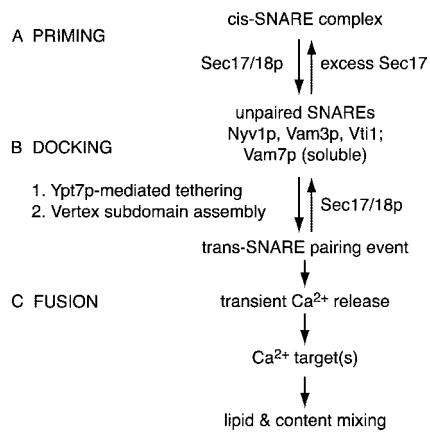 cis-SNARE complex
A PRIMING
Sec17/18p
excess Sec17
unpaired SNAREs
Nyv1p, Vam3p, Vti1;
Vam7p (soluble)
B DOCKING
1. Ypt7p-mediated tethering
2. Vertex subdomain assembly
Sec17/18p
trans-SNARE pairing event
C FUSION
transient Ca²⁺ release
Ca²⁺ target(s)
lipid & content mixing